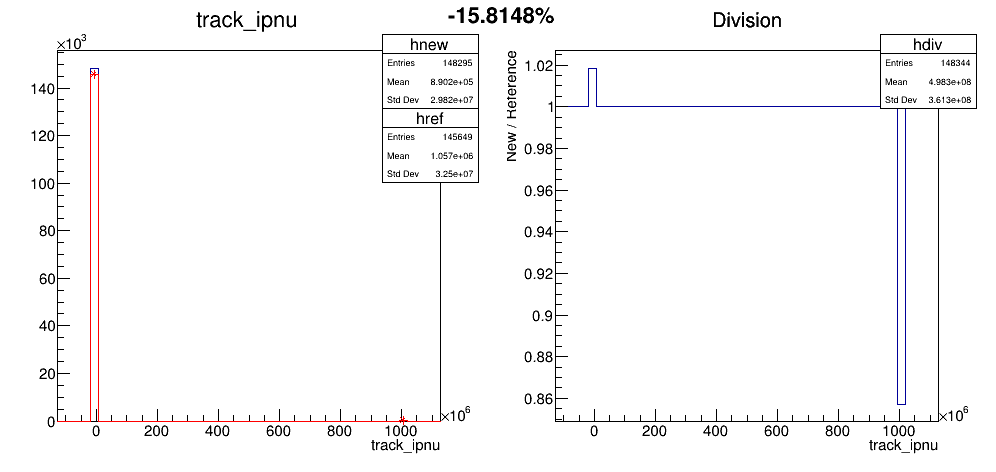 -15.8148%
track_ipnu
×10³
hnew
Entries 148295
Mean 8.902e+05
Std Dev 2.982e+07
href
Entries 145649
Mean 1.057e+06
Std Dev 3.25e+07
140
120
100
80
60
40
20
0
0 200 400 600 800 1000 ×10⁶
track_ipnu
Division
hdiv
Entries 148344
Mean 4.983e+08
Std Dev 3.613e+08
New / Reference
1.02
1
0.98
0.96
0.94
0.92
0.9
0.88
0.86
0 200 400 600 800 1000 ×10⁶
track_ipnu